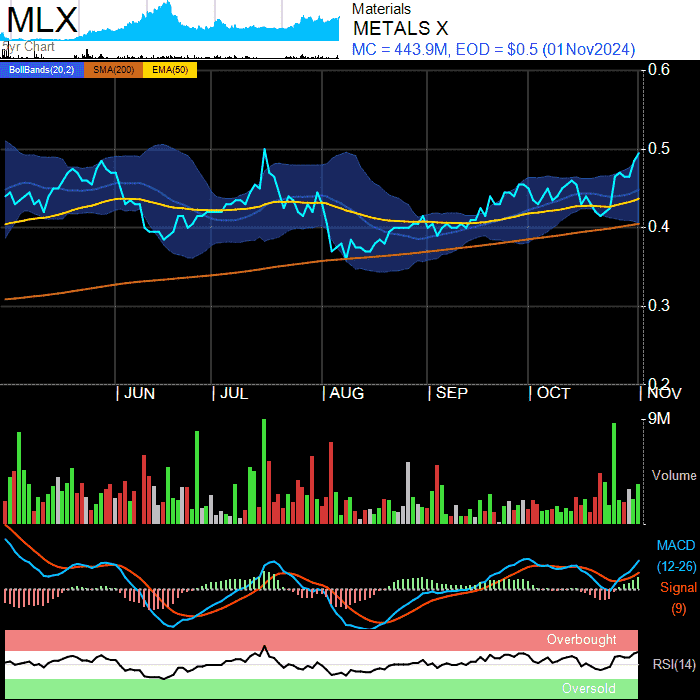 MLX
5yr Chart
Materials
METALS X
MC = 443.9M, EOD = $0.5 (01Nov2024)
BollBands(20,2) SMA(200) EMA(50)
0.6
0.5
0.4
0.3
0.2
| JUN | JUL | AUG | SEP | OCT | NOV
9M
Volume
MACD
(12-26)
Signal
(9)
Overbought
RSI(14)
Oversold